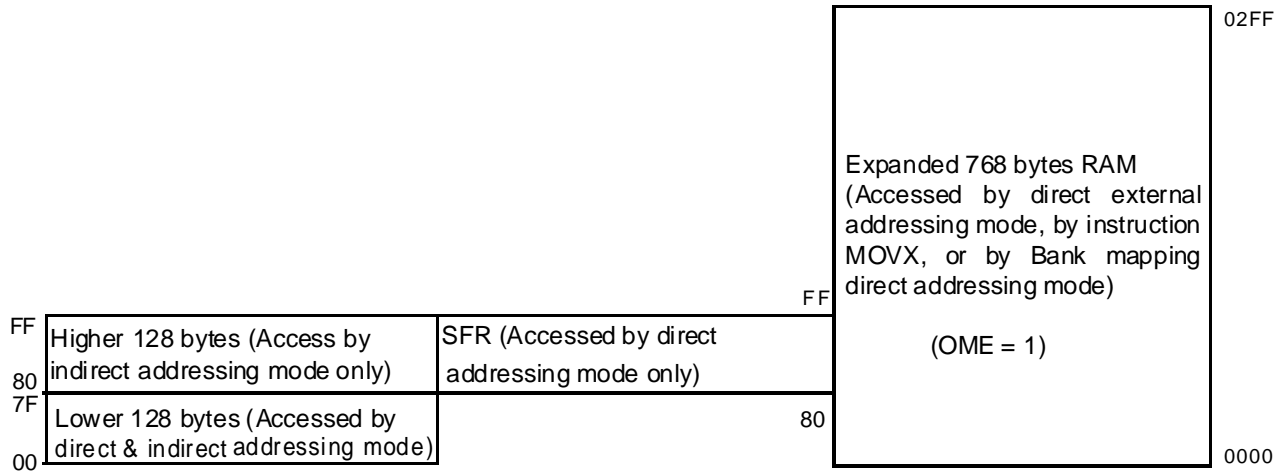 02FF
Expanded 768 bytes RAM
(Accessed by direct external
addressing mode, by instruction
MOVX, or by Bank mapping
direct addressing mode)
(OME = 1)
0000
FF
FF
Higher 128 bytes (Access by
indirect addressing mode only)
80
SFR (Accessed by direct
addressing mode only)
80
7F
Lower 128 bytes (Accessed by
direct & indirect addressing mode)
00